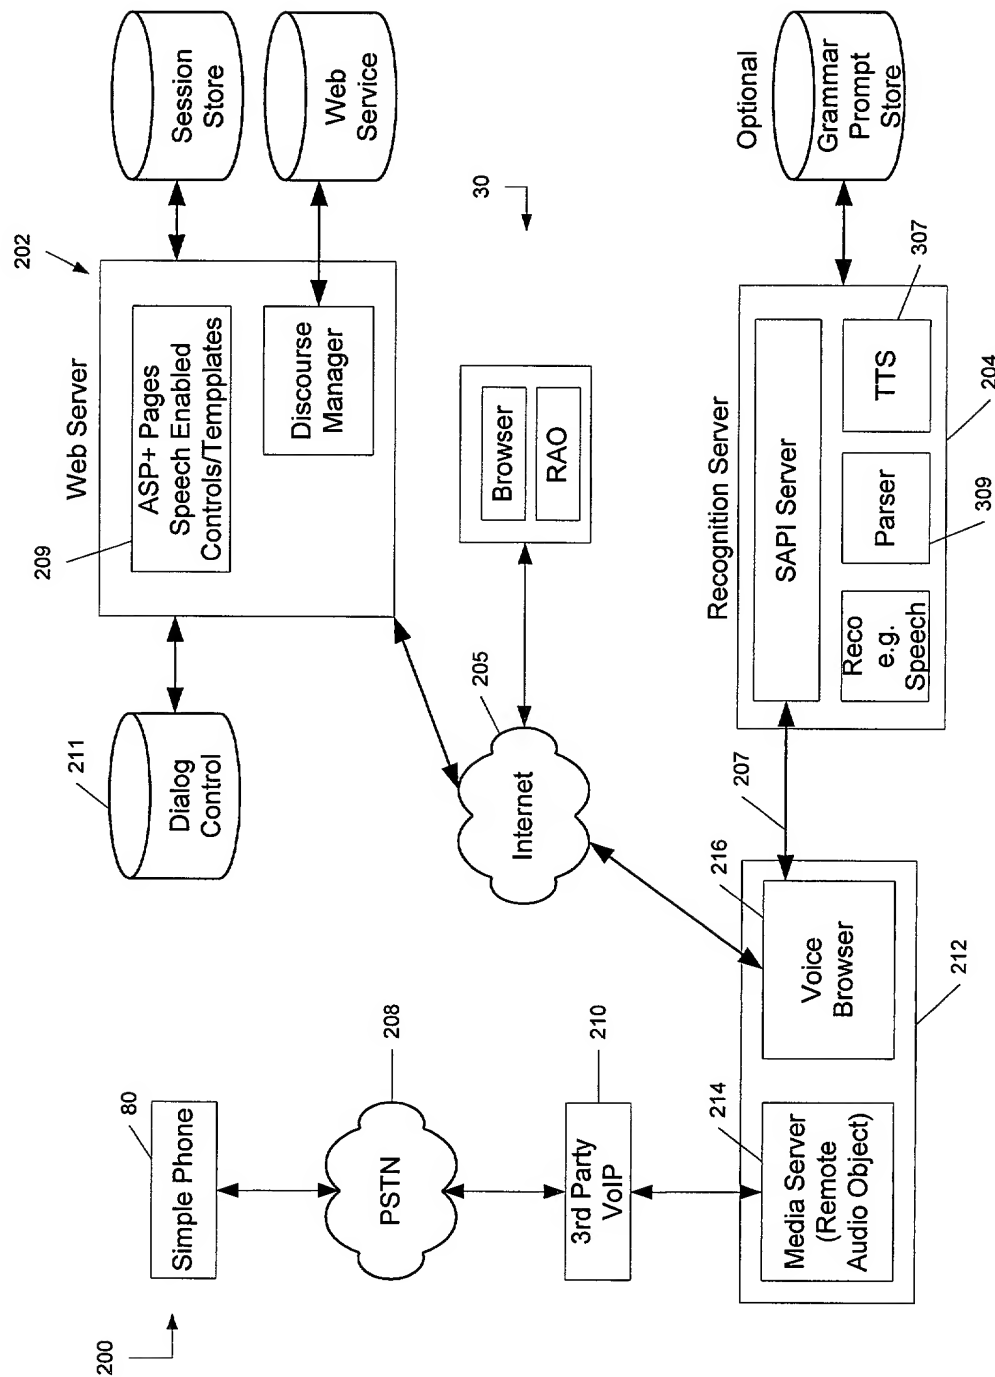 200
80
Simple Phone
208
PSTN
210
3rd Party
VoIP
214
Media Server
(Remote
Audio Object)
216
Voice
Browser
212
207
211
Dialog
Control
209
Web Server
202
ASP+ Pages
Speech Enabled
Controls/Tempplates
Discourse
Manager
Session
Store
Web
Service
205
Internet
Browser
RAO
30
Recognition Server
SAPI Server
Reco
e.g.
Speech
Parser
TTS
307
309
204
Optional
Grammar
Prompt
Store